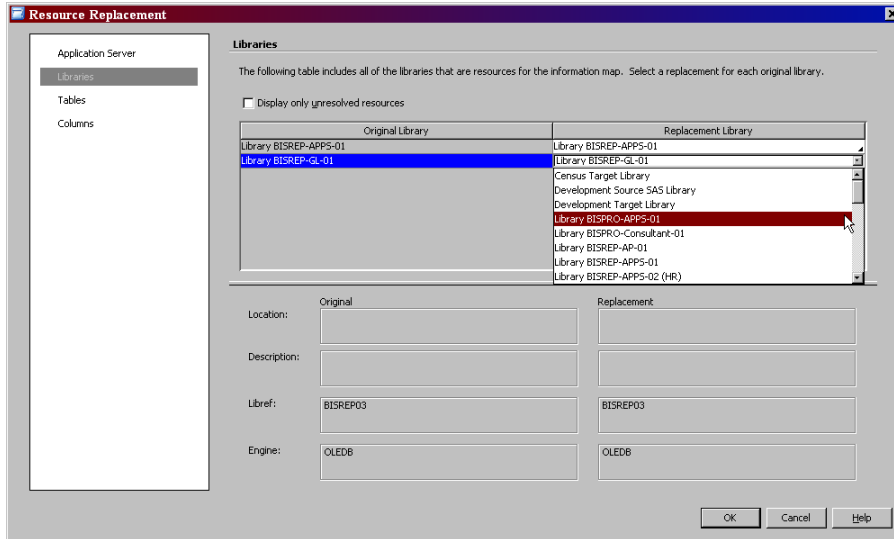 Resource Replacement
Application Server
Libraries
Tables
Columns
Libraries
The following table includes all of the libraries that are resources for the information map. Select a replacement for each original library.
Display only unresolved resources
Original Library Replacement Library
Library BISREP-APPS-01 Library BISREP-APPS-01
Library BISREP-GL-01 Library BISREP-GL-01
Census Target Library
Development Source SAS Library
Development Target Library
Library BISPRO-APPS-01
Library BISPRO-Consultant-01
Library BISREP-AP-01
Library BISREP-APPS-01
Library BISREP-APPS-02 (HR)
Original Replacement
Location:
Description:
Libref: BISREP03 BISREP03
Engine: OLEDB OLEDB
OK Cancel Help